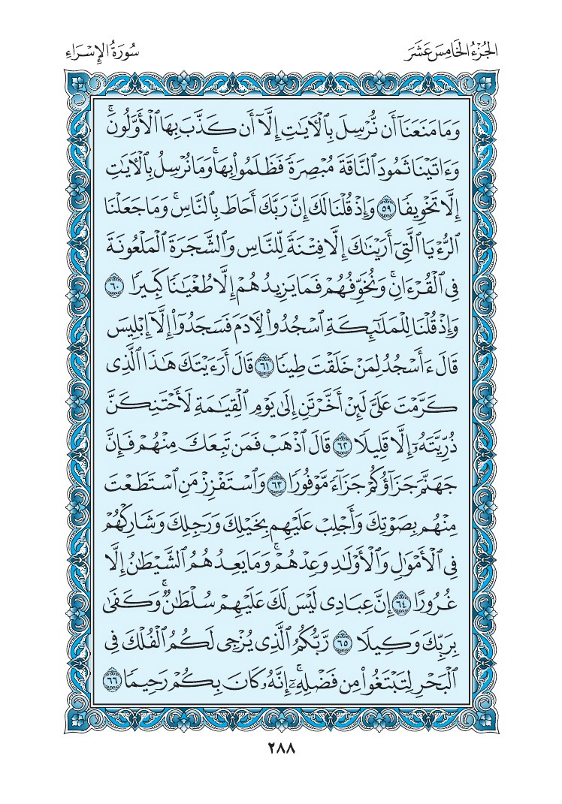 الجُزْءُ الخَامِسَ عَشَرَ
سُورَةُ الإِسْرَاءِ
وَمَا مَنَعَنَآ أَن نُّرْسِلَ بِٱلْأٓيَٰتِ إِلَّآ أَن كَذَّبَ بِهَا ٱلْأَوَّلُونَۚ
وَءَاتَيْنَا ثَمُودَ ٱلنَّاقَةَ مُبْصِرَةً فَظَلَمُوا۟ بِهَاۚ وَمَا نُرْسِلُ بِٱلْأٓيَٰتِ
إِلَّا تَخْوِيفًا ٥٩ وَإِذْ قُلْنَا لَكَ إِنَّ رَبَّكَ أَحَاطَ بِٱلنَّاسِۚ وَمَا جَعَلْنَا
ٱلرُّءْيَا ٱلَّتِىٓ أَرَيْنَٰكَ إِلَّا فِتْنَةً لِّلنَّاسِ وَٱلشَّجَرَةَ ٱلْمَلْعُونَةَ
فِى ٱلْقُرْءَانِۚ وَنُخَوِّفُهُمْ فَمَا يَزِيدُهُمْ إِلَّا طُغْيَٰنًا كَبِيرًا ٦٠
وَإِذْ قُلْنَا لِلْمَلَٰٓئِكَةِ ٱسْجُدُوا۟ لِأٓدَمَ فَسَجَدُوٓا۟ إِلَّآ إِبْلِيسَ
قَالَ ءَأَسْجُدُ لِمَنْ خَلَقْتَ طِينًا ٦١ قَالَ أَرَءَيْتَكَ هَٰذَا ٱلَّذِى
كَرَّمْتَ عَلَىَّ لَئِنْ أَخَّرْتَنِ إِلَىٰ يَوْمِ ٱلْقِيَٰمَةِ لَأَحْتَنِكَنَّ
ذُرِّيَّتَهُۥٓ إِلَّا قَلِيلًا ٦٢ قَالَ ٱذْهَبْ فَمَن تَبِعَكَ مِنْهُمْ فَإِنَّ
جَهَنَّمَ جَزَآؤُكُمْ جَزَآءً مَّوْفُورًا ٦٣ وَٱسْتَفْزِزْ مَنِ ٱسْتَطَعْتَ
مِنْهُم بِصَوْتِكَ وَأَجْلِبْ عَلَيْهِم بِخَيْلِكَ وَرَجِلِكَ وَشَارِكْهُمْ
فِى ٱلْأَمْوَٰلِ وَٱلْأَوْلَٰدِ وَعِدْهُمْۚ وَمَا يَعِدُهُمُ ٱلشَّيْطَٰنُ إِلَّا
غُرُورًا ٦٤ إِنَّ عِبَادِى لَيْسَ لَكَ عَلَيْهِمْ سُلْطَٰنٌۚ وَكَفَىٰ
بِرَبِّكَ وَكِيلًا ٦٥ رَّبُّكُمُ ٱلَّذِى يُزْجِى لَكُمُ ٱلْفُلْكَ فِى
ٱلْبَحْرِ لِتَبْتَغُوا۟ مِن فَضْلِهِۦٓۚ إِنَّهُۥ كَانَ بِكُمْ رَحِيمًا ٦٦
٢٨٨